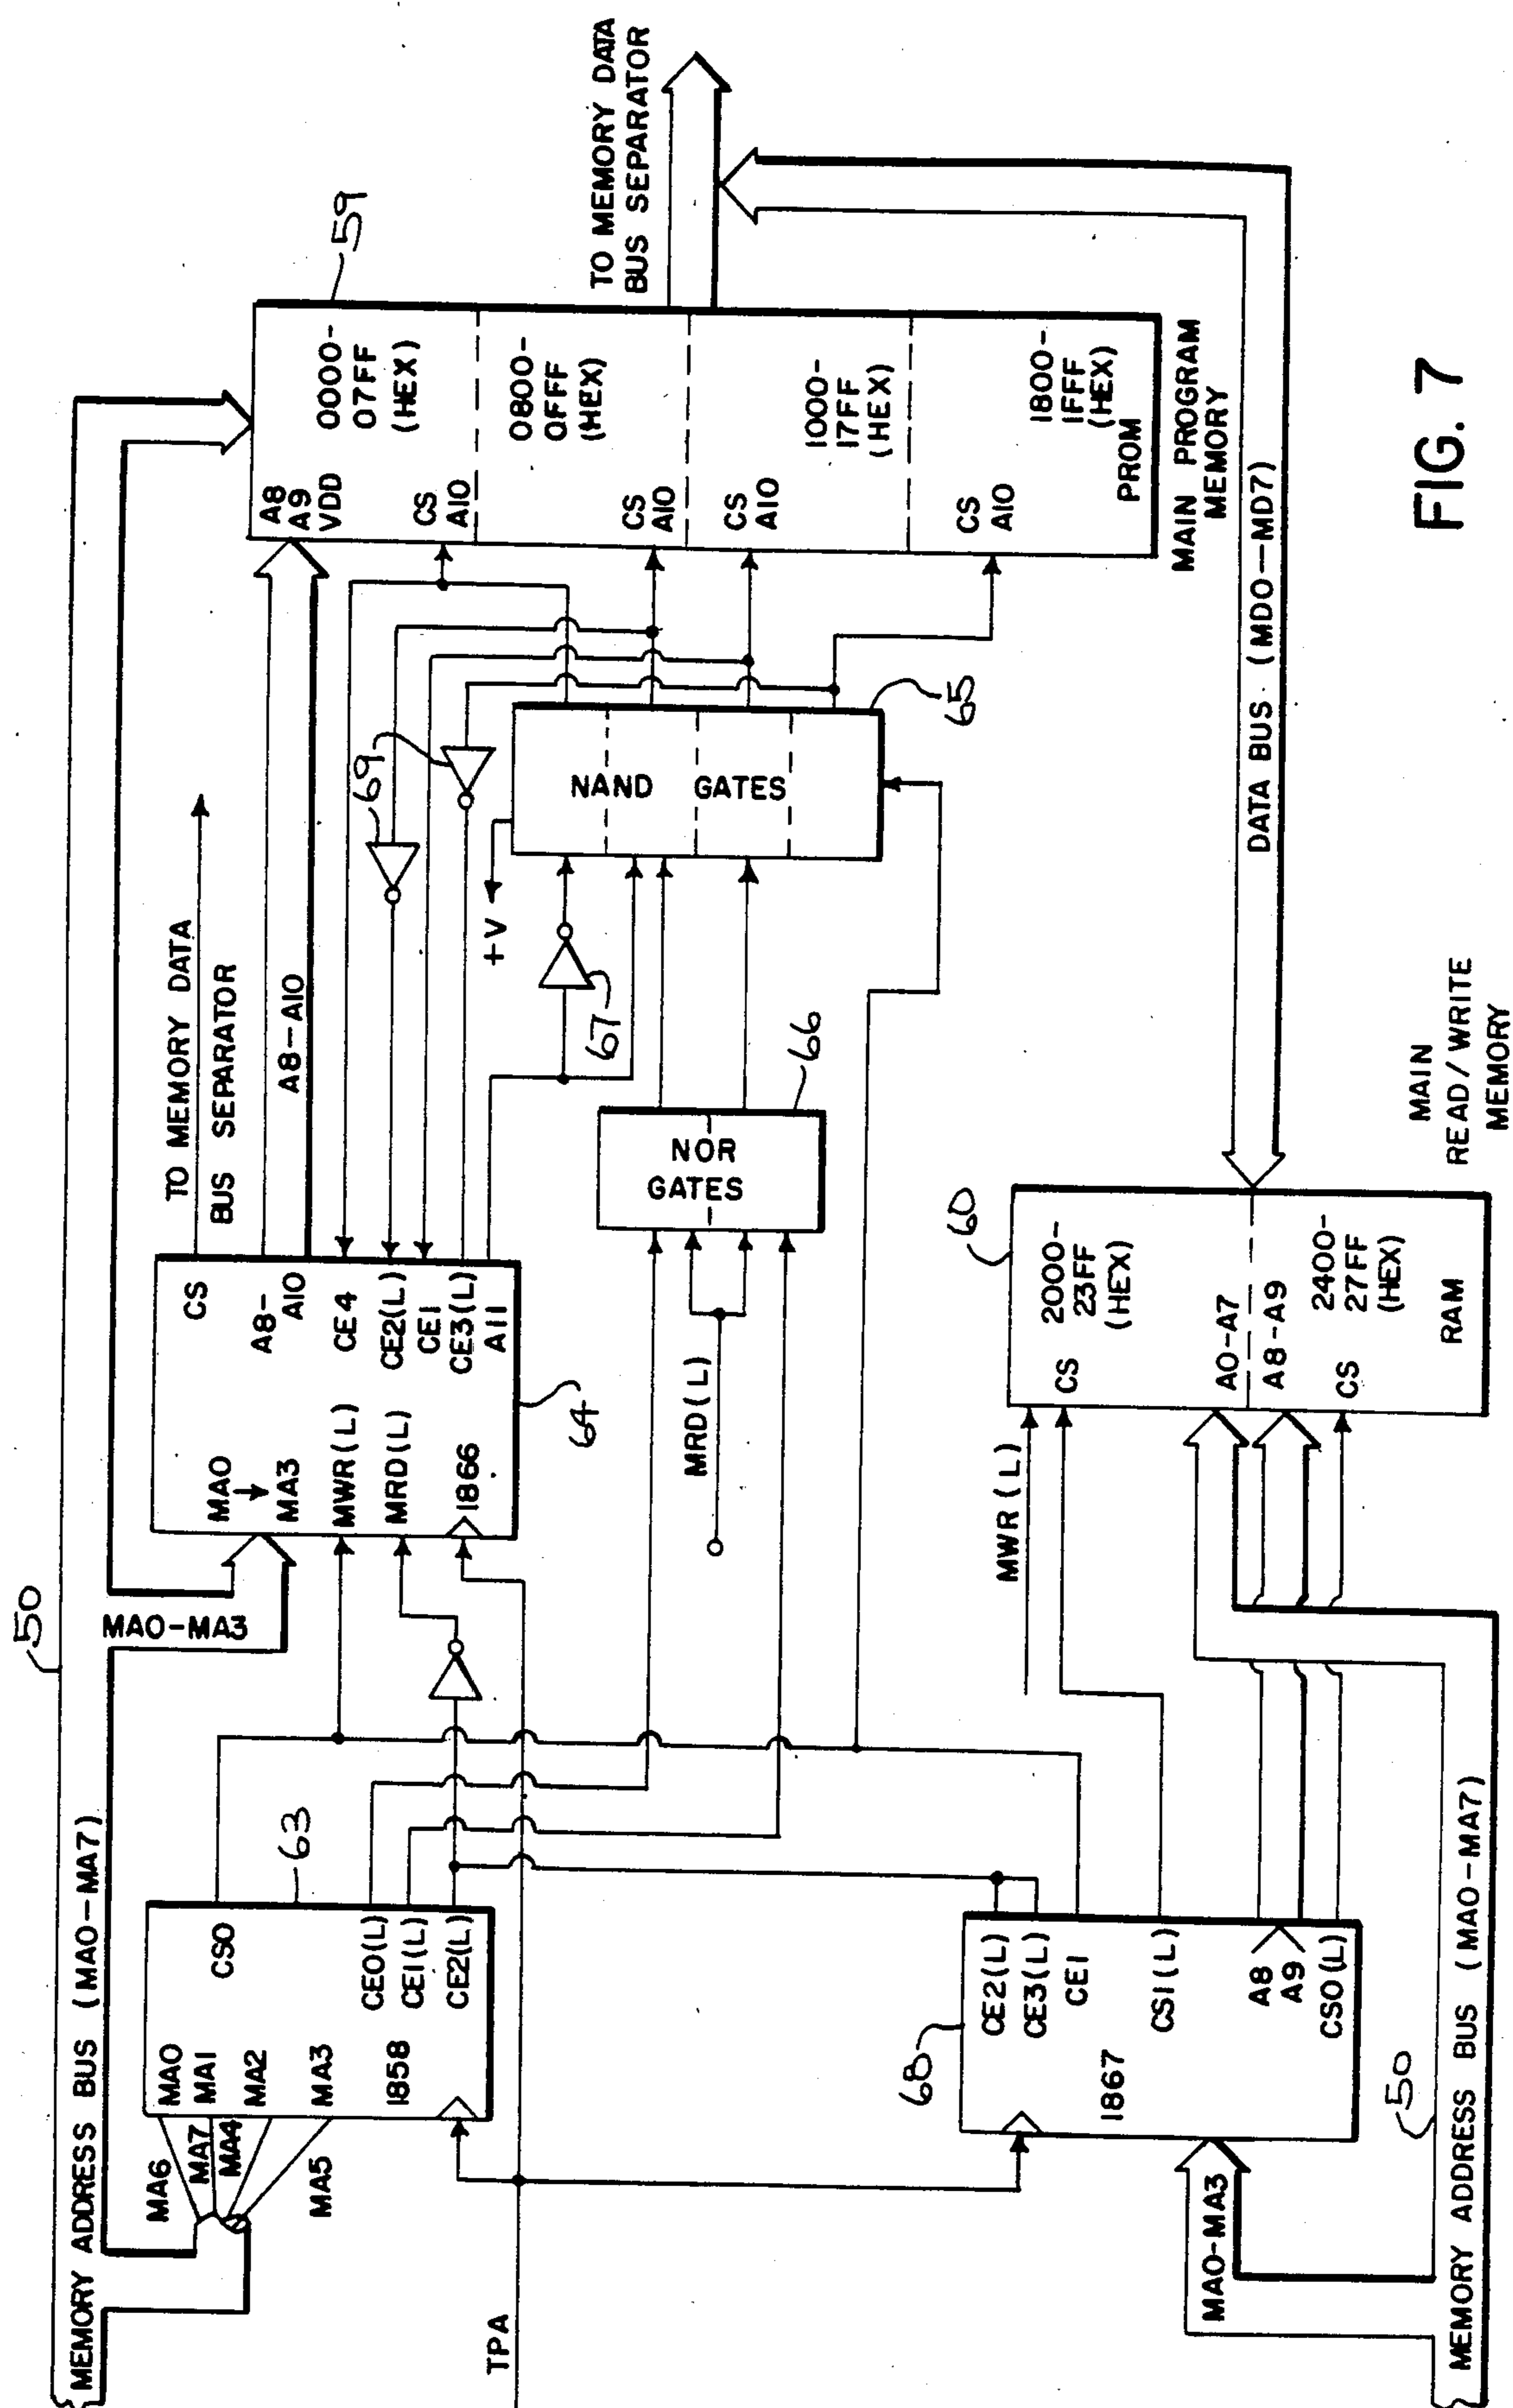 50
MEMORY ADDRESS BUS (MA0-MA7)
MA0-MA3
MA6
MA7
MA4
MA5
MA0
MA1
MA2
MA3
1858
CS0
CE0(L)
CE1(L)
CE2(L)
63
TPA
MA0
MA3
MWR(L)
MRD(L)
1866
CS
A8-
A10
CE4
CE2(L)
CE1
CE3(L)
A11
64
TO MEMORY DATA
BUS SEPARATOR
A8-A10
69
67
+V
NAND GATES
65
NOR
GATES
66
MRD(L)
A8
A9
VDD
CS
A10
0000-
07FF
(HEX)
CS
A10
0800-
0FFF
(HEX)
CS
A10
1000-
17FF
(HEX)
CS
A10
1800-
1FFF
(HEX)
PROM
59
MAIN PROGRAM
MEMORY
TO MEMORY DATA
BUS SEPARATOR
68
CE2(L)
CE3(L)
CE1
CS1(L)
A8
A9
CS0(L)
1867
MA0-MA3
50
MEMORY ADDRESS BUS (MA0-MA7)
MWR(L)
60
2000-
23FF
(HEX)
CS
A0-A7
A8-A9
2400-
27FF
(HEX)
CS
RAM
MAIN
READ/WRITE
MEMORY
DATA BUS (MD0-MD7)
FIG. 7